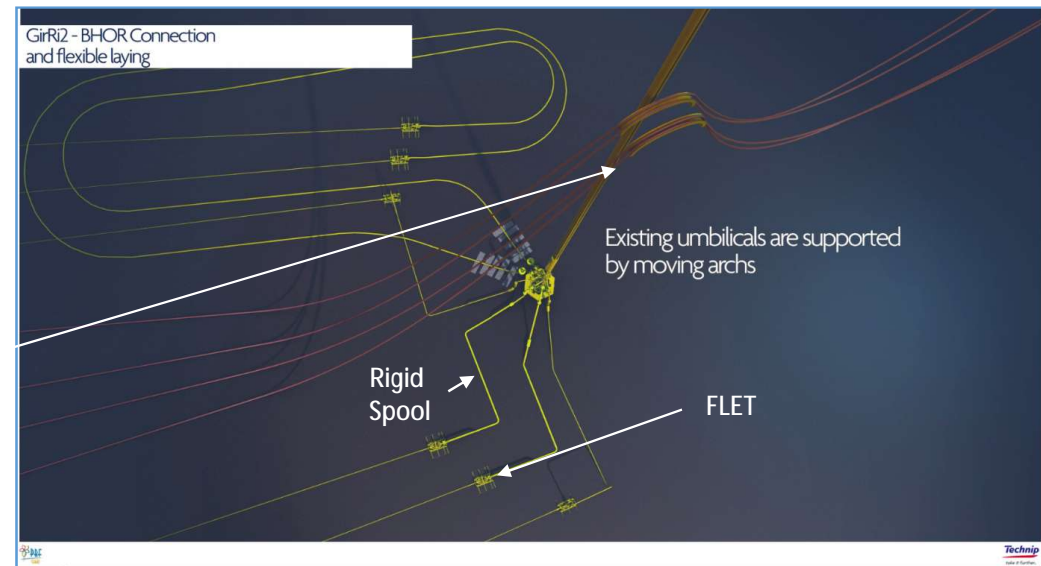 GirRi2 - BHOR Connection
and flexible laying
Existing umbilicals are supported
by moving archs
Rigid
Spool
FLET
Technip